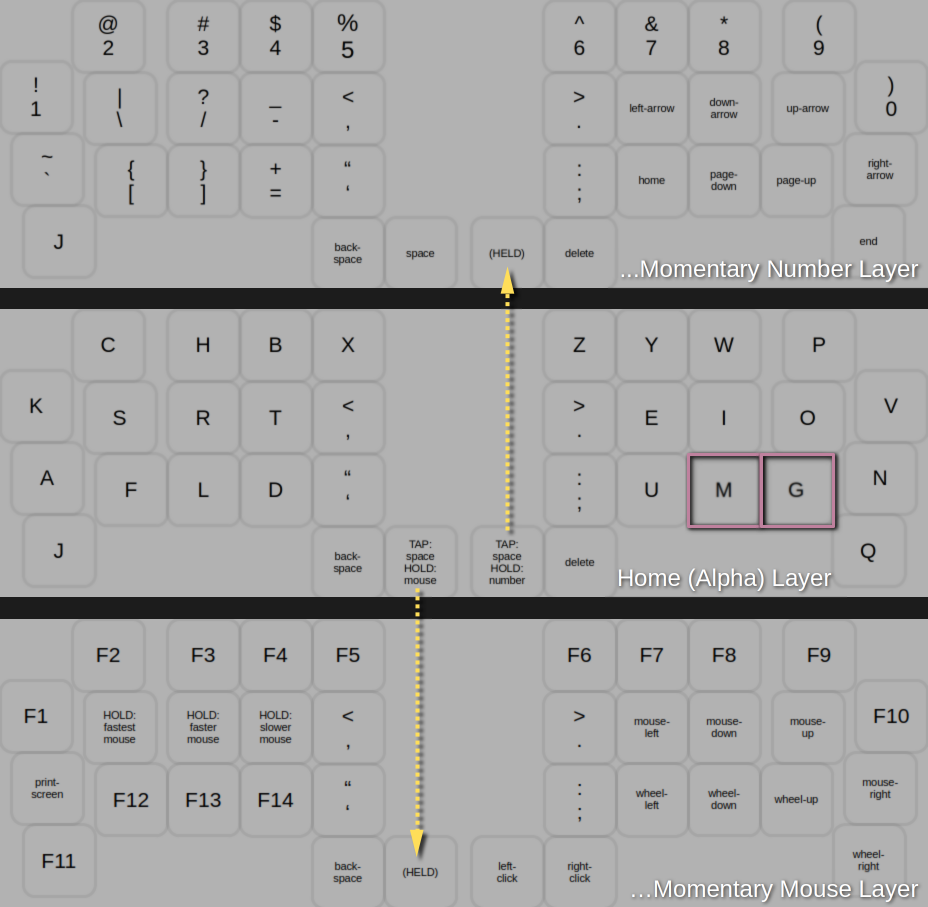 @ # $ % ^ & * (
2 3 4 5 6 7 8 9
! | ? _ < > left-arrow down- up-arrow )
1 \ / - , . arrow 0
~ { } + “ : home page- page-up right-
` [ ] = ‘ ; down arrow
J back- space (HELD) delete end
space
...Momentary Number Layer
C H B X Z Y W P
K S R T < > E I O V
, .
A F L D “ : U M G N
‘ ;
J back- TAP: TAP: delete Q
space space space
HOLD: HOLD:
mouse number
Home (Alpha) Layer
F2 F3 F4 F5 F6 F7 F8 F9
F1 HOLD: HOLD: HOLD: < > mouse- mouse- mouse- F10
fastest faster slower , . left down up
mouse mouse mouse
print- F12 F13 F14 “ : wheel- wheel- wheel-up mouse-
screen ‘ ; left down right
F11 back- (HELD) left- right- wheel-
space click click right
...Momentary Mouse Layer